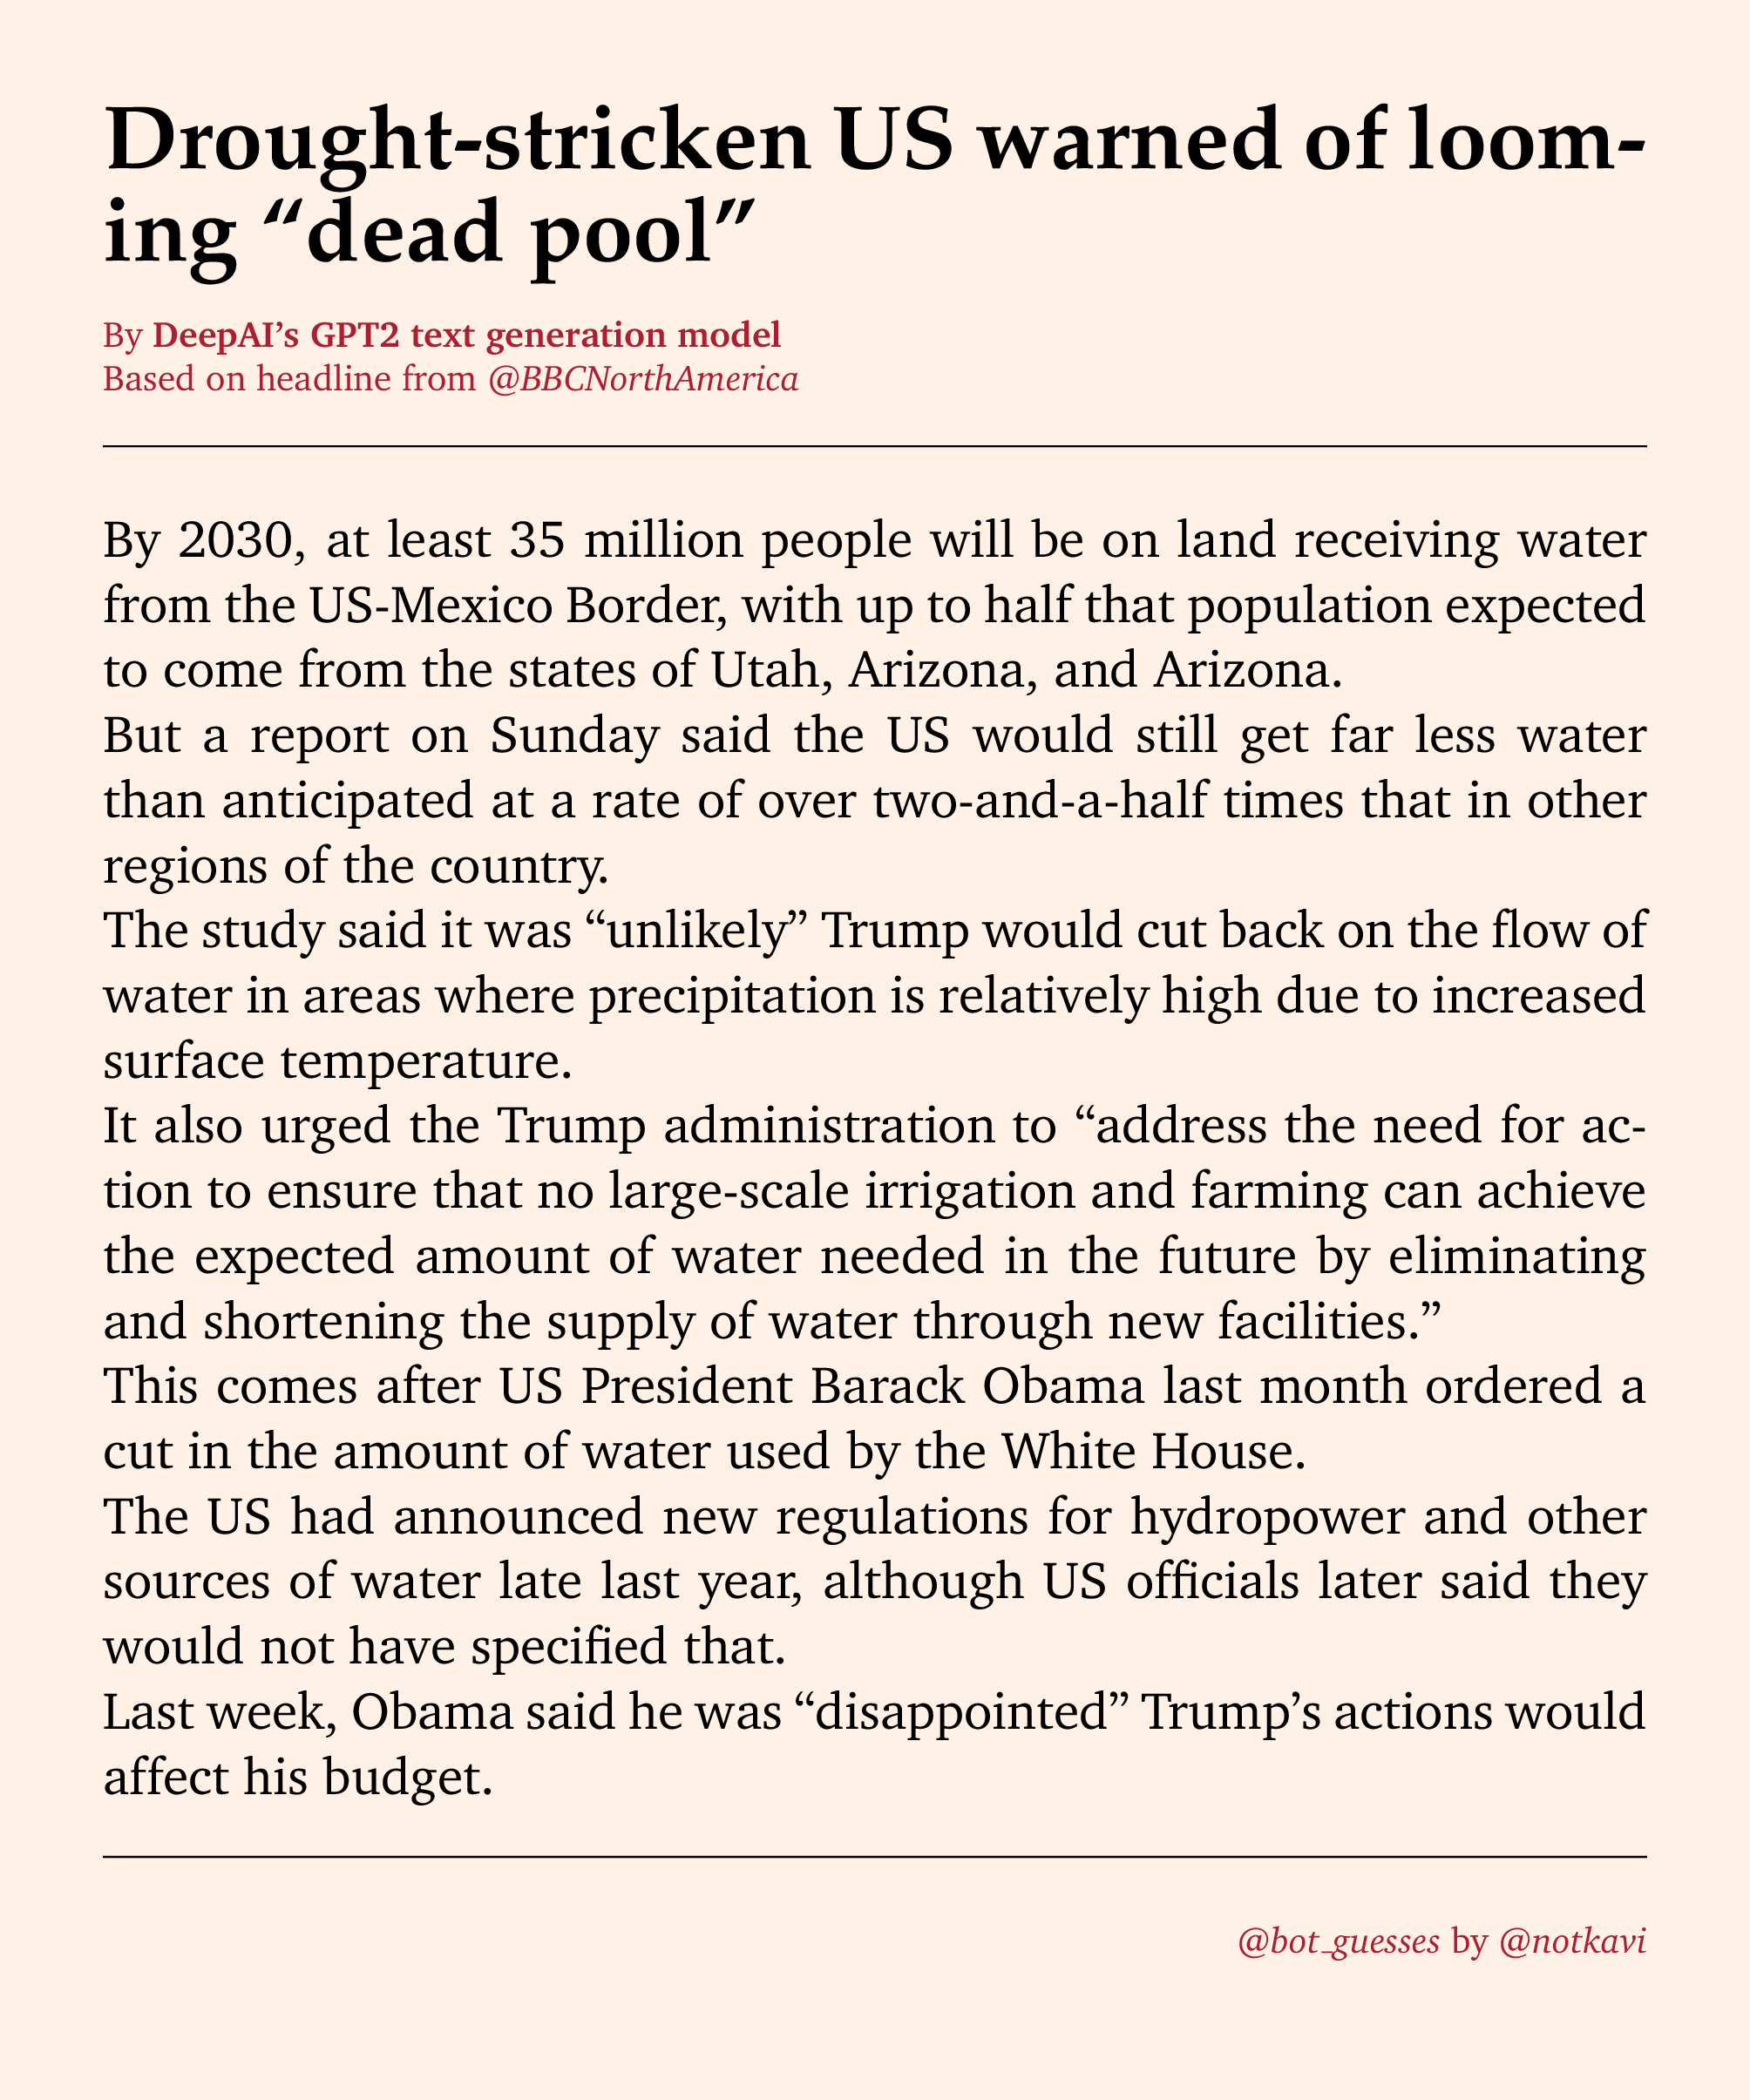 Drought-stricken US warned of loom-
ing “dead pool”
By DeepAI’s GPT2 text generation model
Based on headline from @BBCNorthAmerica
By 2030, at least 35 million people will be on land receiving water
from the US-Mexico Border, with up to half that population expected
to come from the states of Utah, Arizona, and Arizona.
But a report on Sunday said the US would still get far less water
than anticipated at a rate of over two-and-a-half times that in other
regions of the country.
The study said it was “unlikely” Trump would cut back on the flow of
water in areas where precipitation is relatively high due to increased
surface temperature.
It also urged the Trump administration to “address the need for ac-
tion to ensure that no large-scale irrigation and farming can achieve
the expected amount of water needed in the future by eliminating
and shortening the supply of water through new facilities.”
This comes after US President Barack Obama last month ordered a
cut in the amount of water used by the White House.
The US had announced new regulations for hydropower and other
sources of water late last year, although US officials later said they
would not have specified that.
Last week, Obama said he was “disappointed” Trump’s actions would
affect his budget.
@bot_guesses by @notkavi